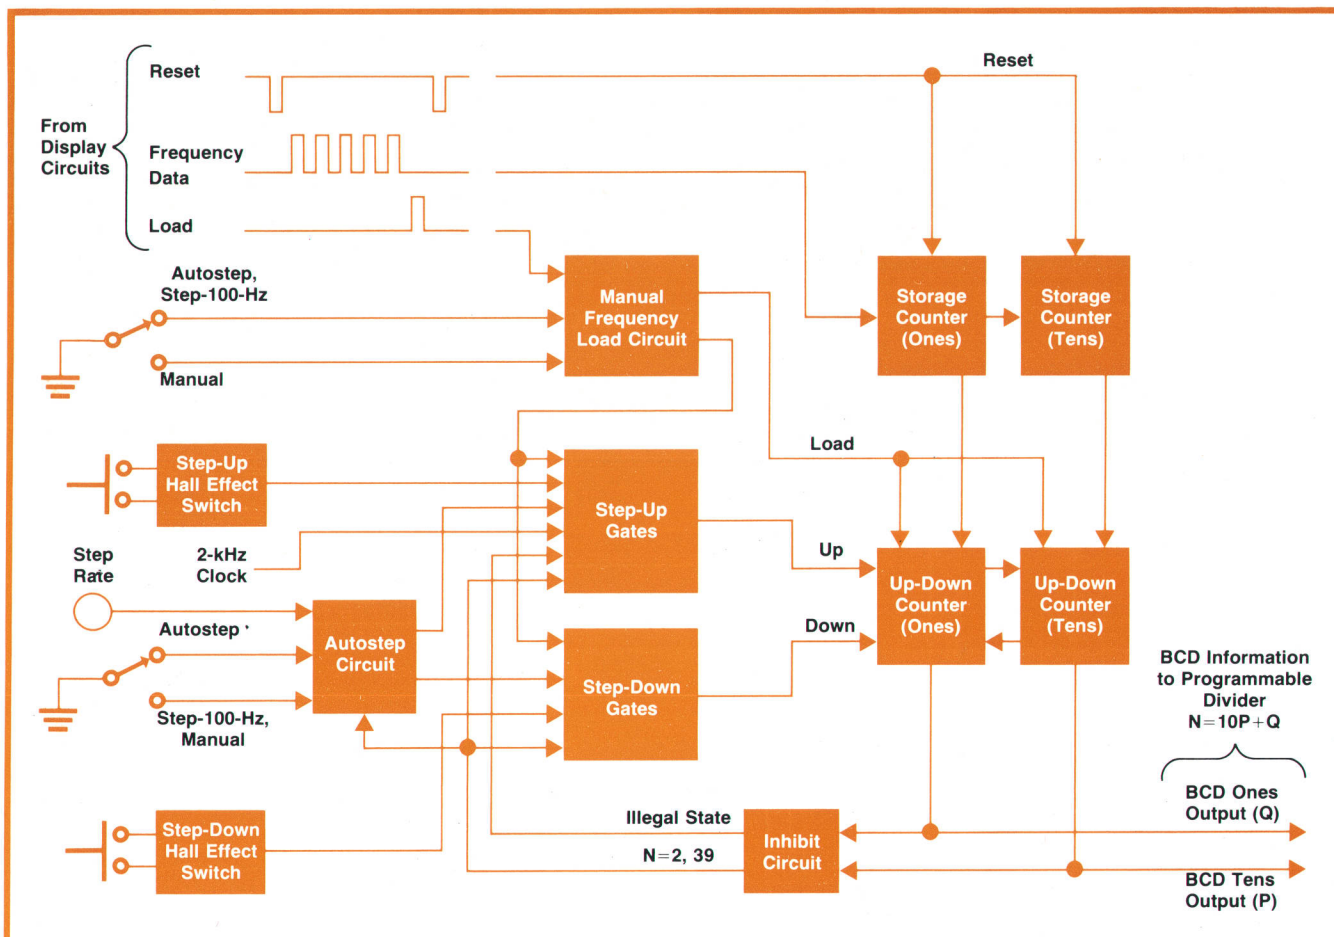 Reset
Reset
From
Display
Circuits
Frequency
Data
Load
Autostep,
Step-100-Hz
Manual
Manual
Frequency
Load Circuit
Storage
Counter
(Ones)
Storage
Counter
(Tens)
Load
Step-Up
Hall Effect
Switch
Step-Up
Gates
2-kHz
Clock
Step
Rate
Up
Up-Down
Counter
(Ones)
Up-Down
Counter
(Tens)
Autostep
Autostep
Circuit
Down
Step-Down
Gates
Step-100-Hz,
Manual
BCD Information
to Programmable
Divider
N=10P+Q
Step-Down
Hall Effect
Switch
Illegal State
N=2, 39
Inhibit
Circuit
BCD Ones
Output (Q)
BCD Tens
Output (P)